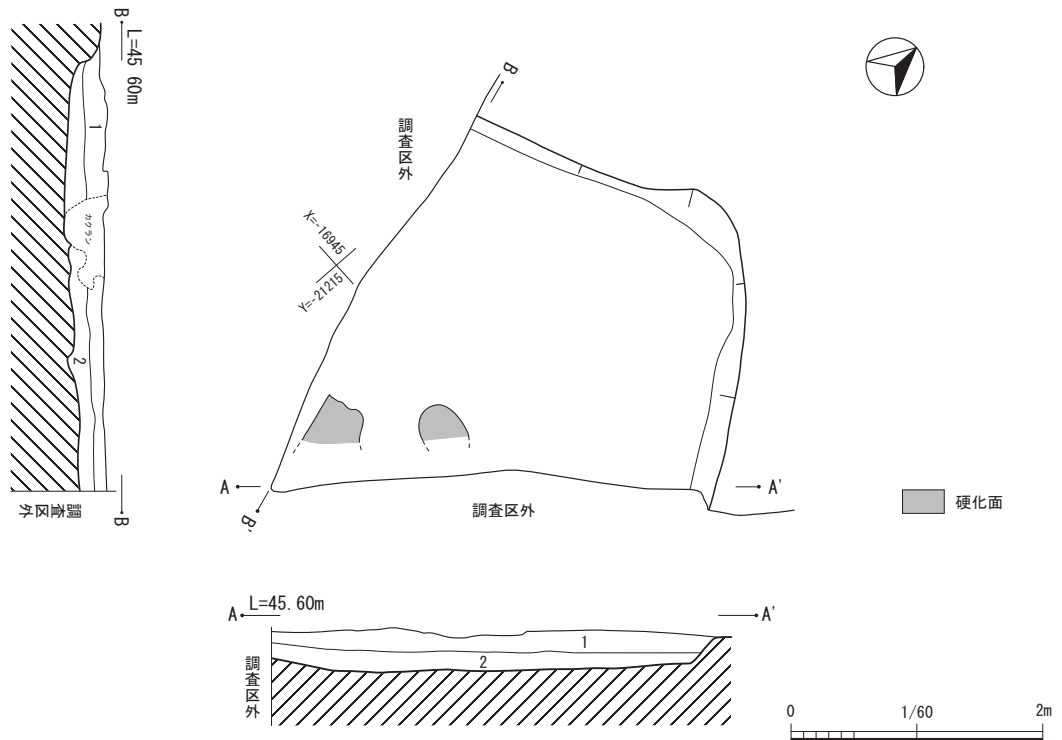 B
L=45 60m
1
カクラン
2
B
調査区外
B
調査区外
X=-16945
Y=-21215
A
A'
B'
調査区外
硬化面
A
L=45.60m
A'
1
2
調査区外
0
1/60
2m